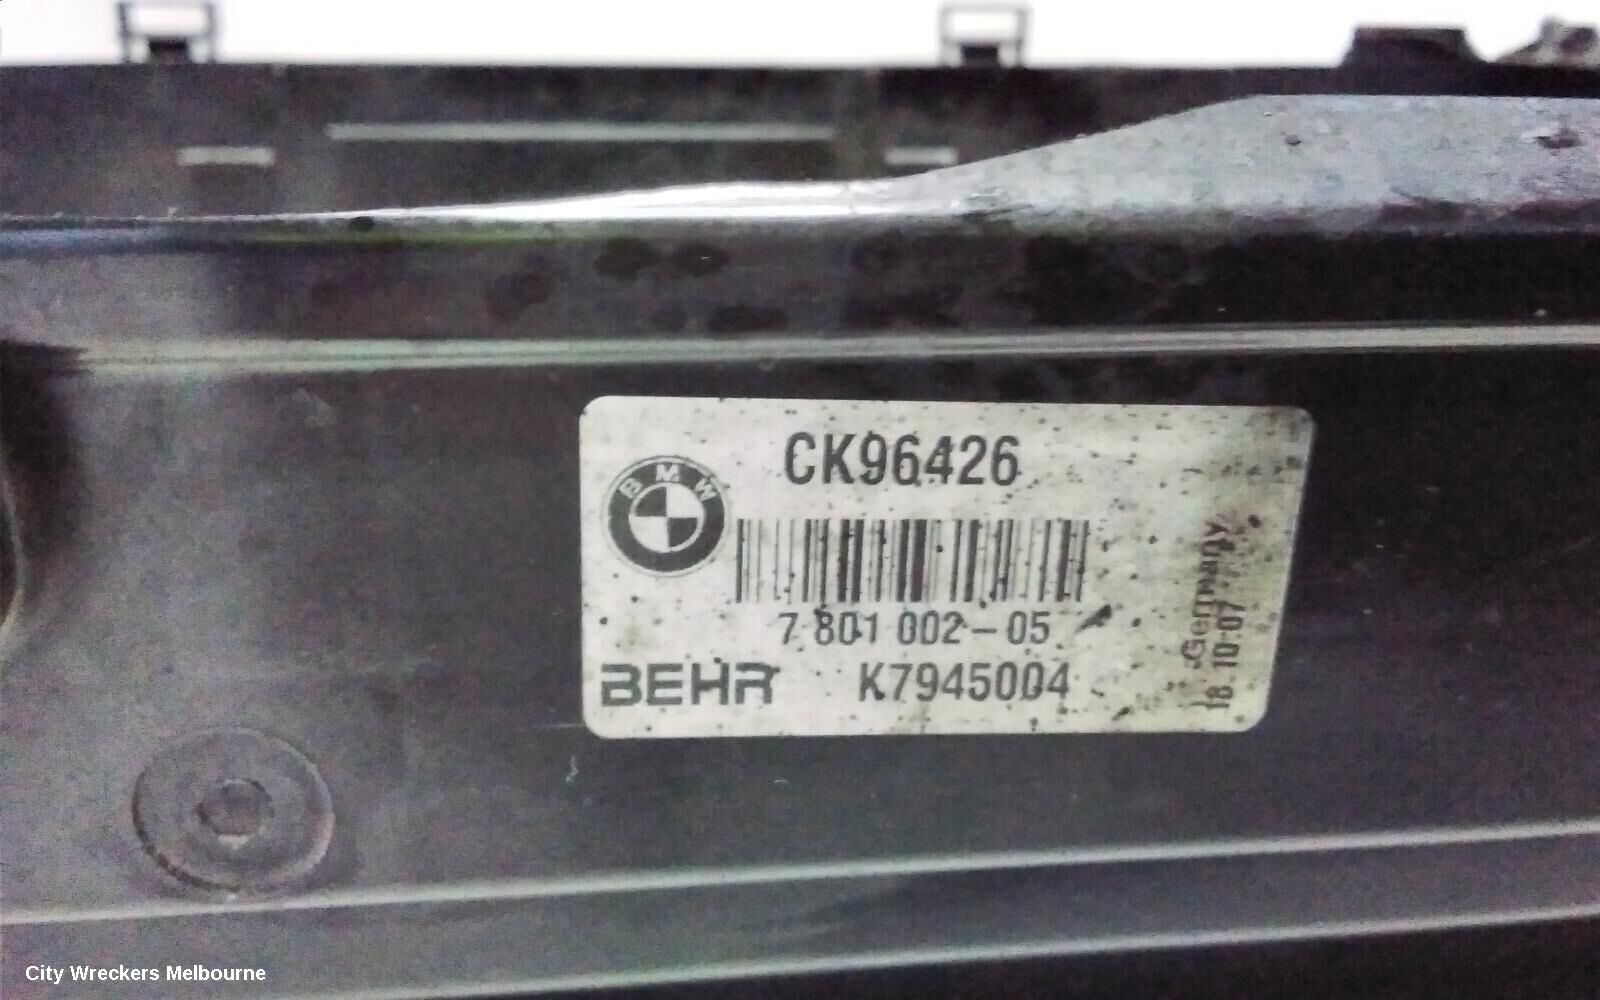 CK96426
BMW
7 801 002-05
BEHR K7945004
Germany
18.10.07
City Wreckers Melbourne